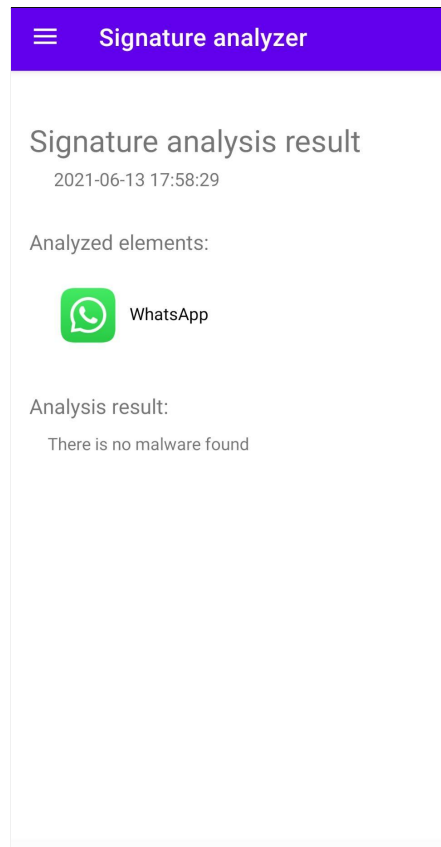 Signature analyzer
Signature analysis result
2021-06-13 17:58:29
Analyzed elements:
WhatsApp
Analysis result:
There is no malware found